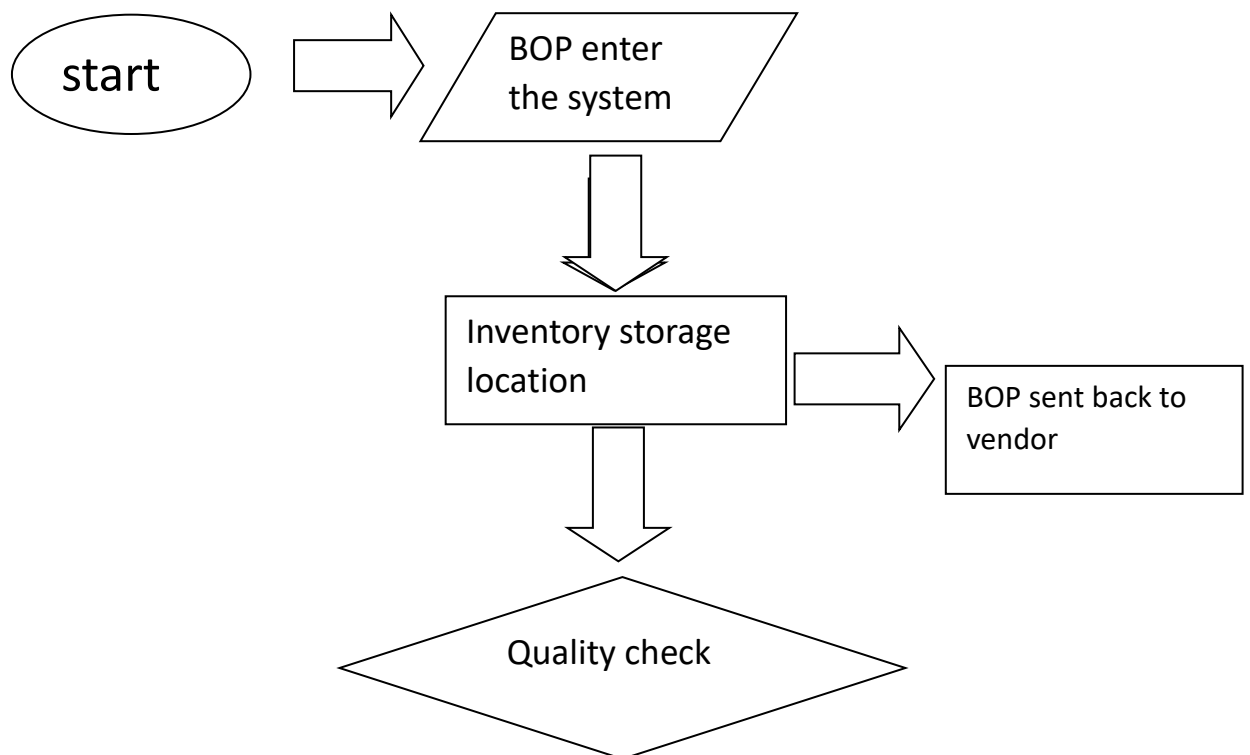 start
BOP enter
the system
Inventory storage
location
BOP sent back to
vendor
Quality check